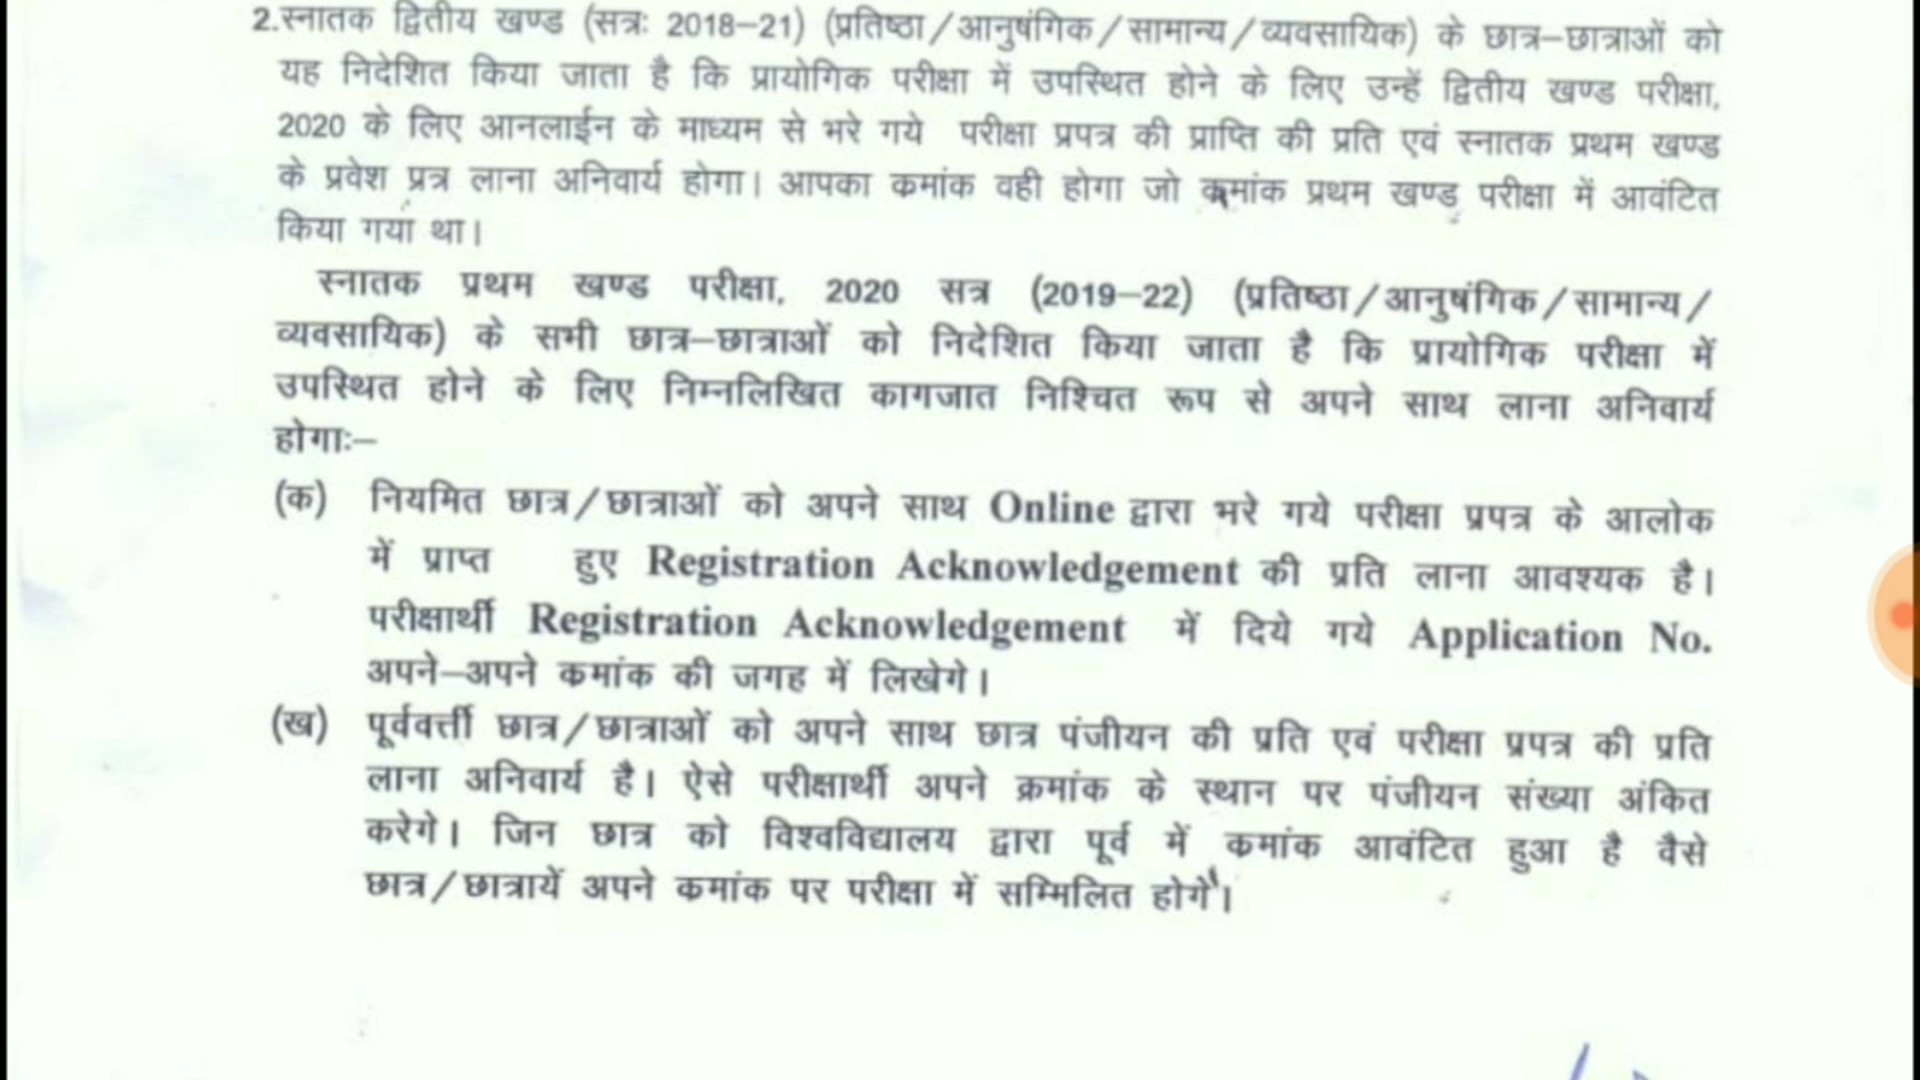 2.स्नातक द्वितीय खण्ड (सत्रः 2018–21) (प्रतिष्ठा/आनुषंगिक/सामान्य/व्यवसायिक) के छात्र–छात्राओं को
यह निदेशित किया जाता है कि प्रायोगिक परीक्षा में उपस्थित होने के लिए उन्हें द्वितीय खण्ड परीक्षा,
2020 के लिए आनलाईन के माध्यम से भरे गये परीक्षा प्रपत्र की प्राप्ति की प्रति एवं स्नातक प्रथम खण्ड
के प्रवेश प्रत्र लाना अनिवार्य होगा। आपका कमांक वही होगा जो कमांक प्रथम खण्ड परीक्षा में आवंटित
किया गया था।
स्नातक प्रथम खण्ड परीक्षा, 2020 सत्र (2019–22) (प्रतिष्ठा/आनुषंगिक/सामान्य/
व्यवसायिक) के सभी छात्र–छात्राओं को निदेशित किया जाता है कि प्रायोगिक परीक्षा में
उपस्थित होने के लिए निम्नलिखित कागजात निश्चित रूप से अपने साथ लाना अनिवार्य
होगाः–
(क) नियमित छात्र/छात्राओं को अपने साथ Online द्वारा भरे गये परीक्षा प्रपत्र के आलोक
में प्राप्त हुए Registration Acknowledgement की प्रति लाना आवश्यक है।
परीक्षार्थी Registration Acknowledgement में दिये गये Application No.
अपने–अपने कमांक की जगह में लिखेगे।
(ख) पूर्ववर्त्ती छात्र/छात्राओं को अपने साथ छात्र पंजीयन की प्रति एवं परीक्षा प्रपत्र की प्रति
लाना अनिवार्य है। ऐसे परीक्षार्थी अपने क्रमांक के स्थान पर पंजीयन संख्या अंकित
करेगे। जिन छात्र को विश्वविद्यालय द्वारा पूर्व में कमांक आवंटित हुआ है वैसे
छात्र/छात्रायें अपने कमांक पर परीक्षा में सम्मिलित होगें।